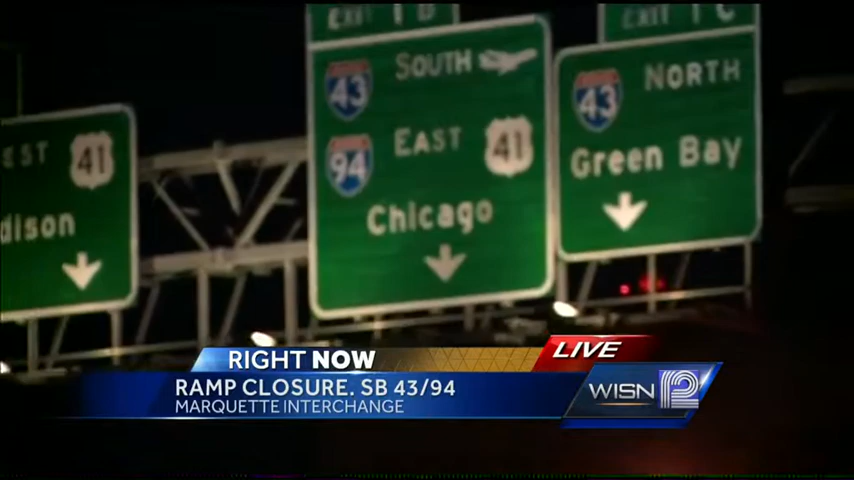 EXIT 1 D
EXIT 1 C
EST 41
dison
43 SOUTH
94 EAST 41
Chicago
43 NORTH
Green Bay
RIGHT NOW
LIVE
RAMP CLOSURE. SB 43/94
MARQUETTE INTERCHANGE
WISN 12